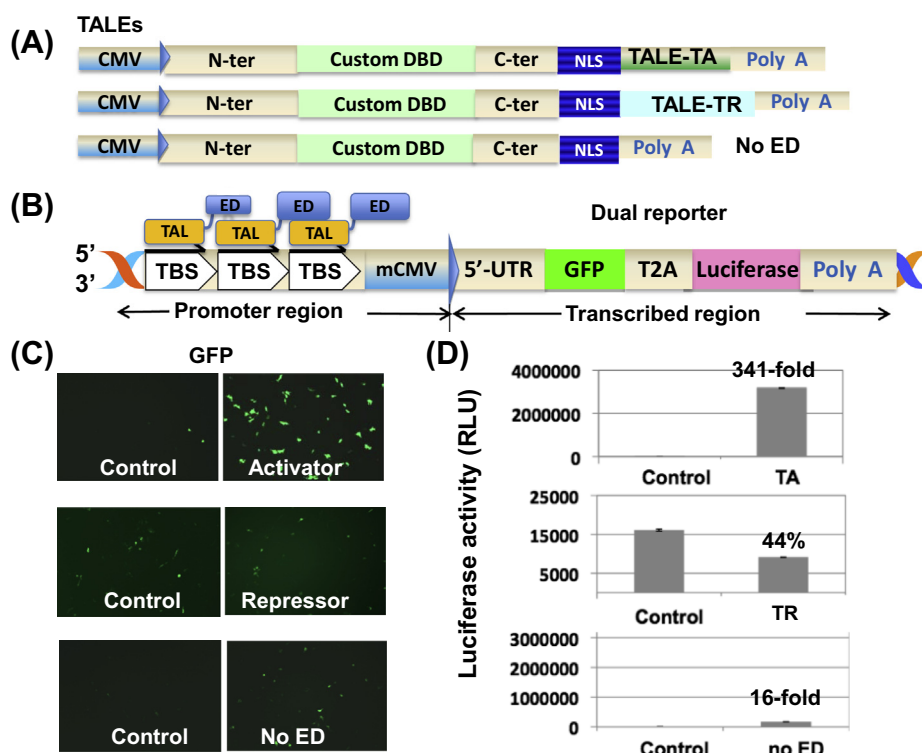 TALEs
(A)
CMV N-ter Custom DBD C-ter NLS TALE-TA Poly A
CMV N-ter Custom DBD C-ter NLS TALE-TR Poly A
CMV N-ter Custom DBD C-ter NLS Poly A No ED
(B)
ED ED ED
TAL TAL TAL
Dual reporter
5’
3’
TBS TBS TBS mCMV 5’-UTR GFP T2A Luciferase Poly A
Promoter region Transcribed region
(C)
GFP
Control Activator
Control Repressor
Control No ED
(D)
Luciferase activity (RLU)
341-fold
4000000
2000000
0
Control TA
25000
15000
5000
44%
Control TR
3000000
2000000
1000000
0
16-fold
Control no ED